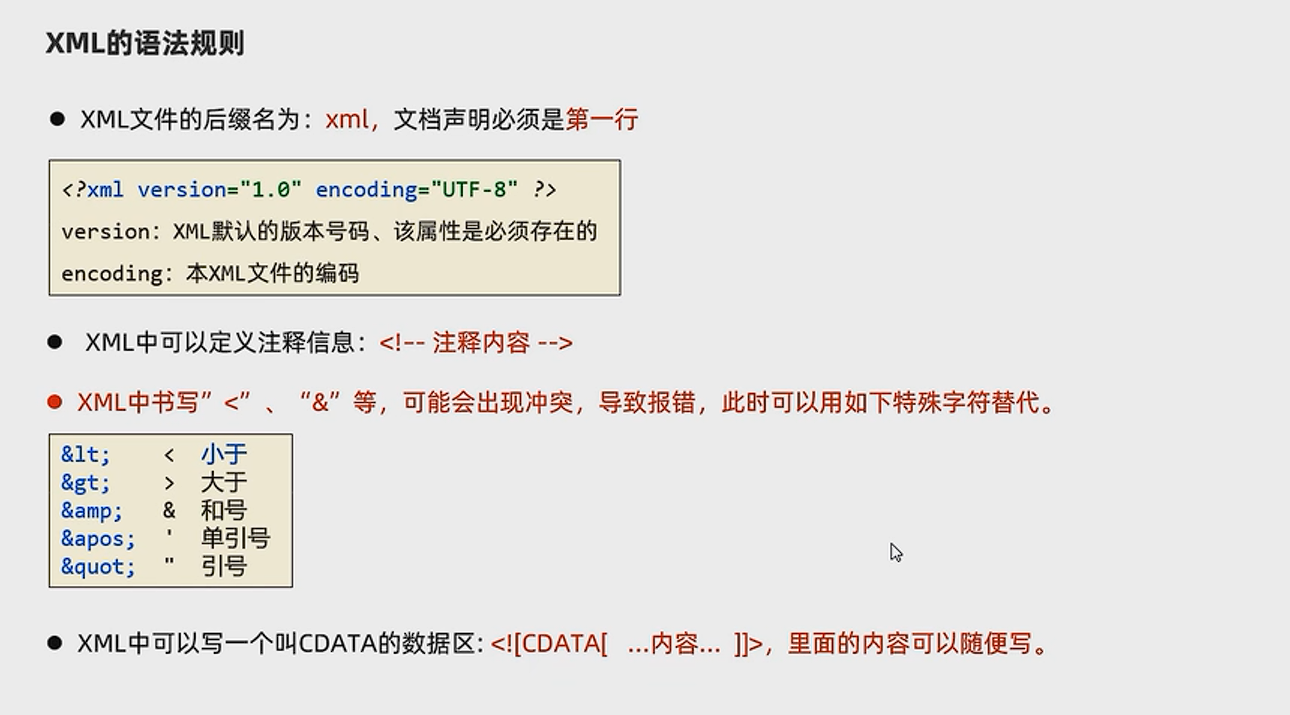 XML的语法规则
● XML文件的后缀名为：xml，文档声明必须是第一行
<?xml version="1.0" encoding="UTF-8" ?>
version：XML默认的版本号码、该属性是必须存在的
encoding：本XML文件的编码
● XML中可以定义注释信息：<!-- 注释内容 -->
● XML中书写”<”、“&”等，可能会出现冲突，导致报错，此时可以用如下特殊字符替代。
&lt; < 小于
&gt; > 大于
&amp; & 和号
&apos; ' 单引号
&quot; " 引号
● XML中可以写一个叫CDATA的数据区: <![CDATA[ …内容… ]]>，里面的内容可以随便写。